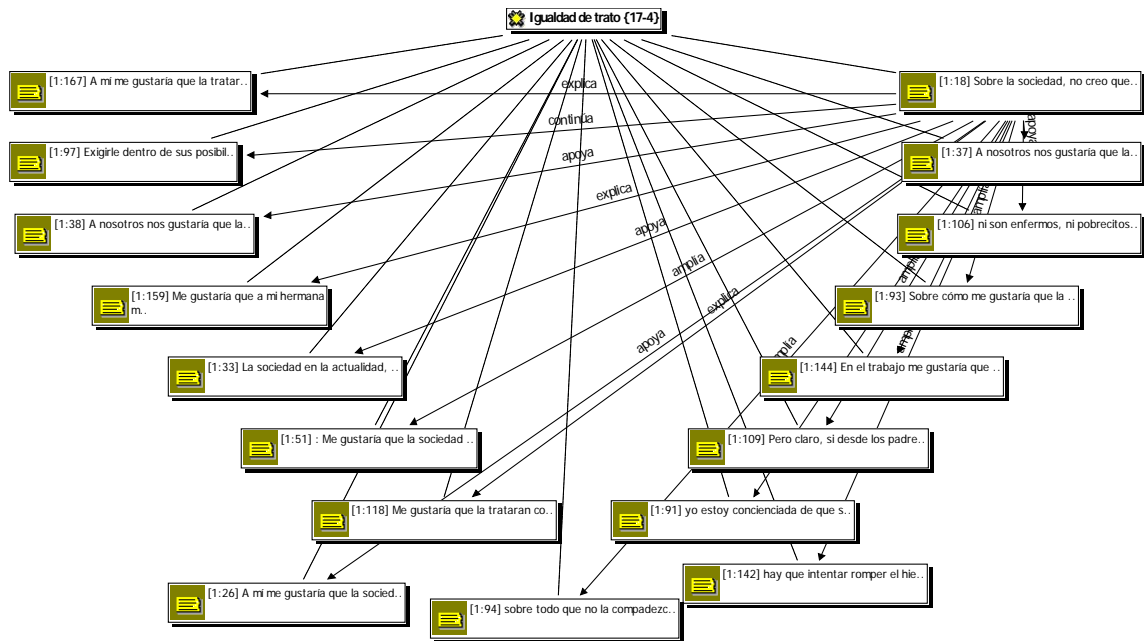 Igualdad de trato {17-4}
[1:167] A mí me gustaría que la tratar..
[1:18] Sobre la sociedad, no creo que..
explica
continúa
apoya
[1:97] Exigirle dentro de sus posibil..
apoya
[1:37] A nosotros nos gustaría que la..
explica
amplía
[1:38] A nosotros nos gustaría que la..
[1:106] ni son enfermos, ni pobrecitos..
apoya
amplía
amplía
explica
[1:159] Me gustaría que a mi hermana
m..
[1:93] Sobre cómo me gustaría que la ..
apoya
amplía
amplía
[1:33] La sociedad en la actualidad, ..
[1:144] En el trabajo me gustaría que ..
[1:51] : Me gustaría que la sociedad ..
[1:109] Pero claro, si desde los padre..
[1:118] Me gustaría que la trataran co..
[1:91] yo estoy concienciada de que s..
[1:142] hay que intentar romper el hie..
[1:26] A mí me gustaría que la socied..
[1:94] sobre todo que no la compadezc..